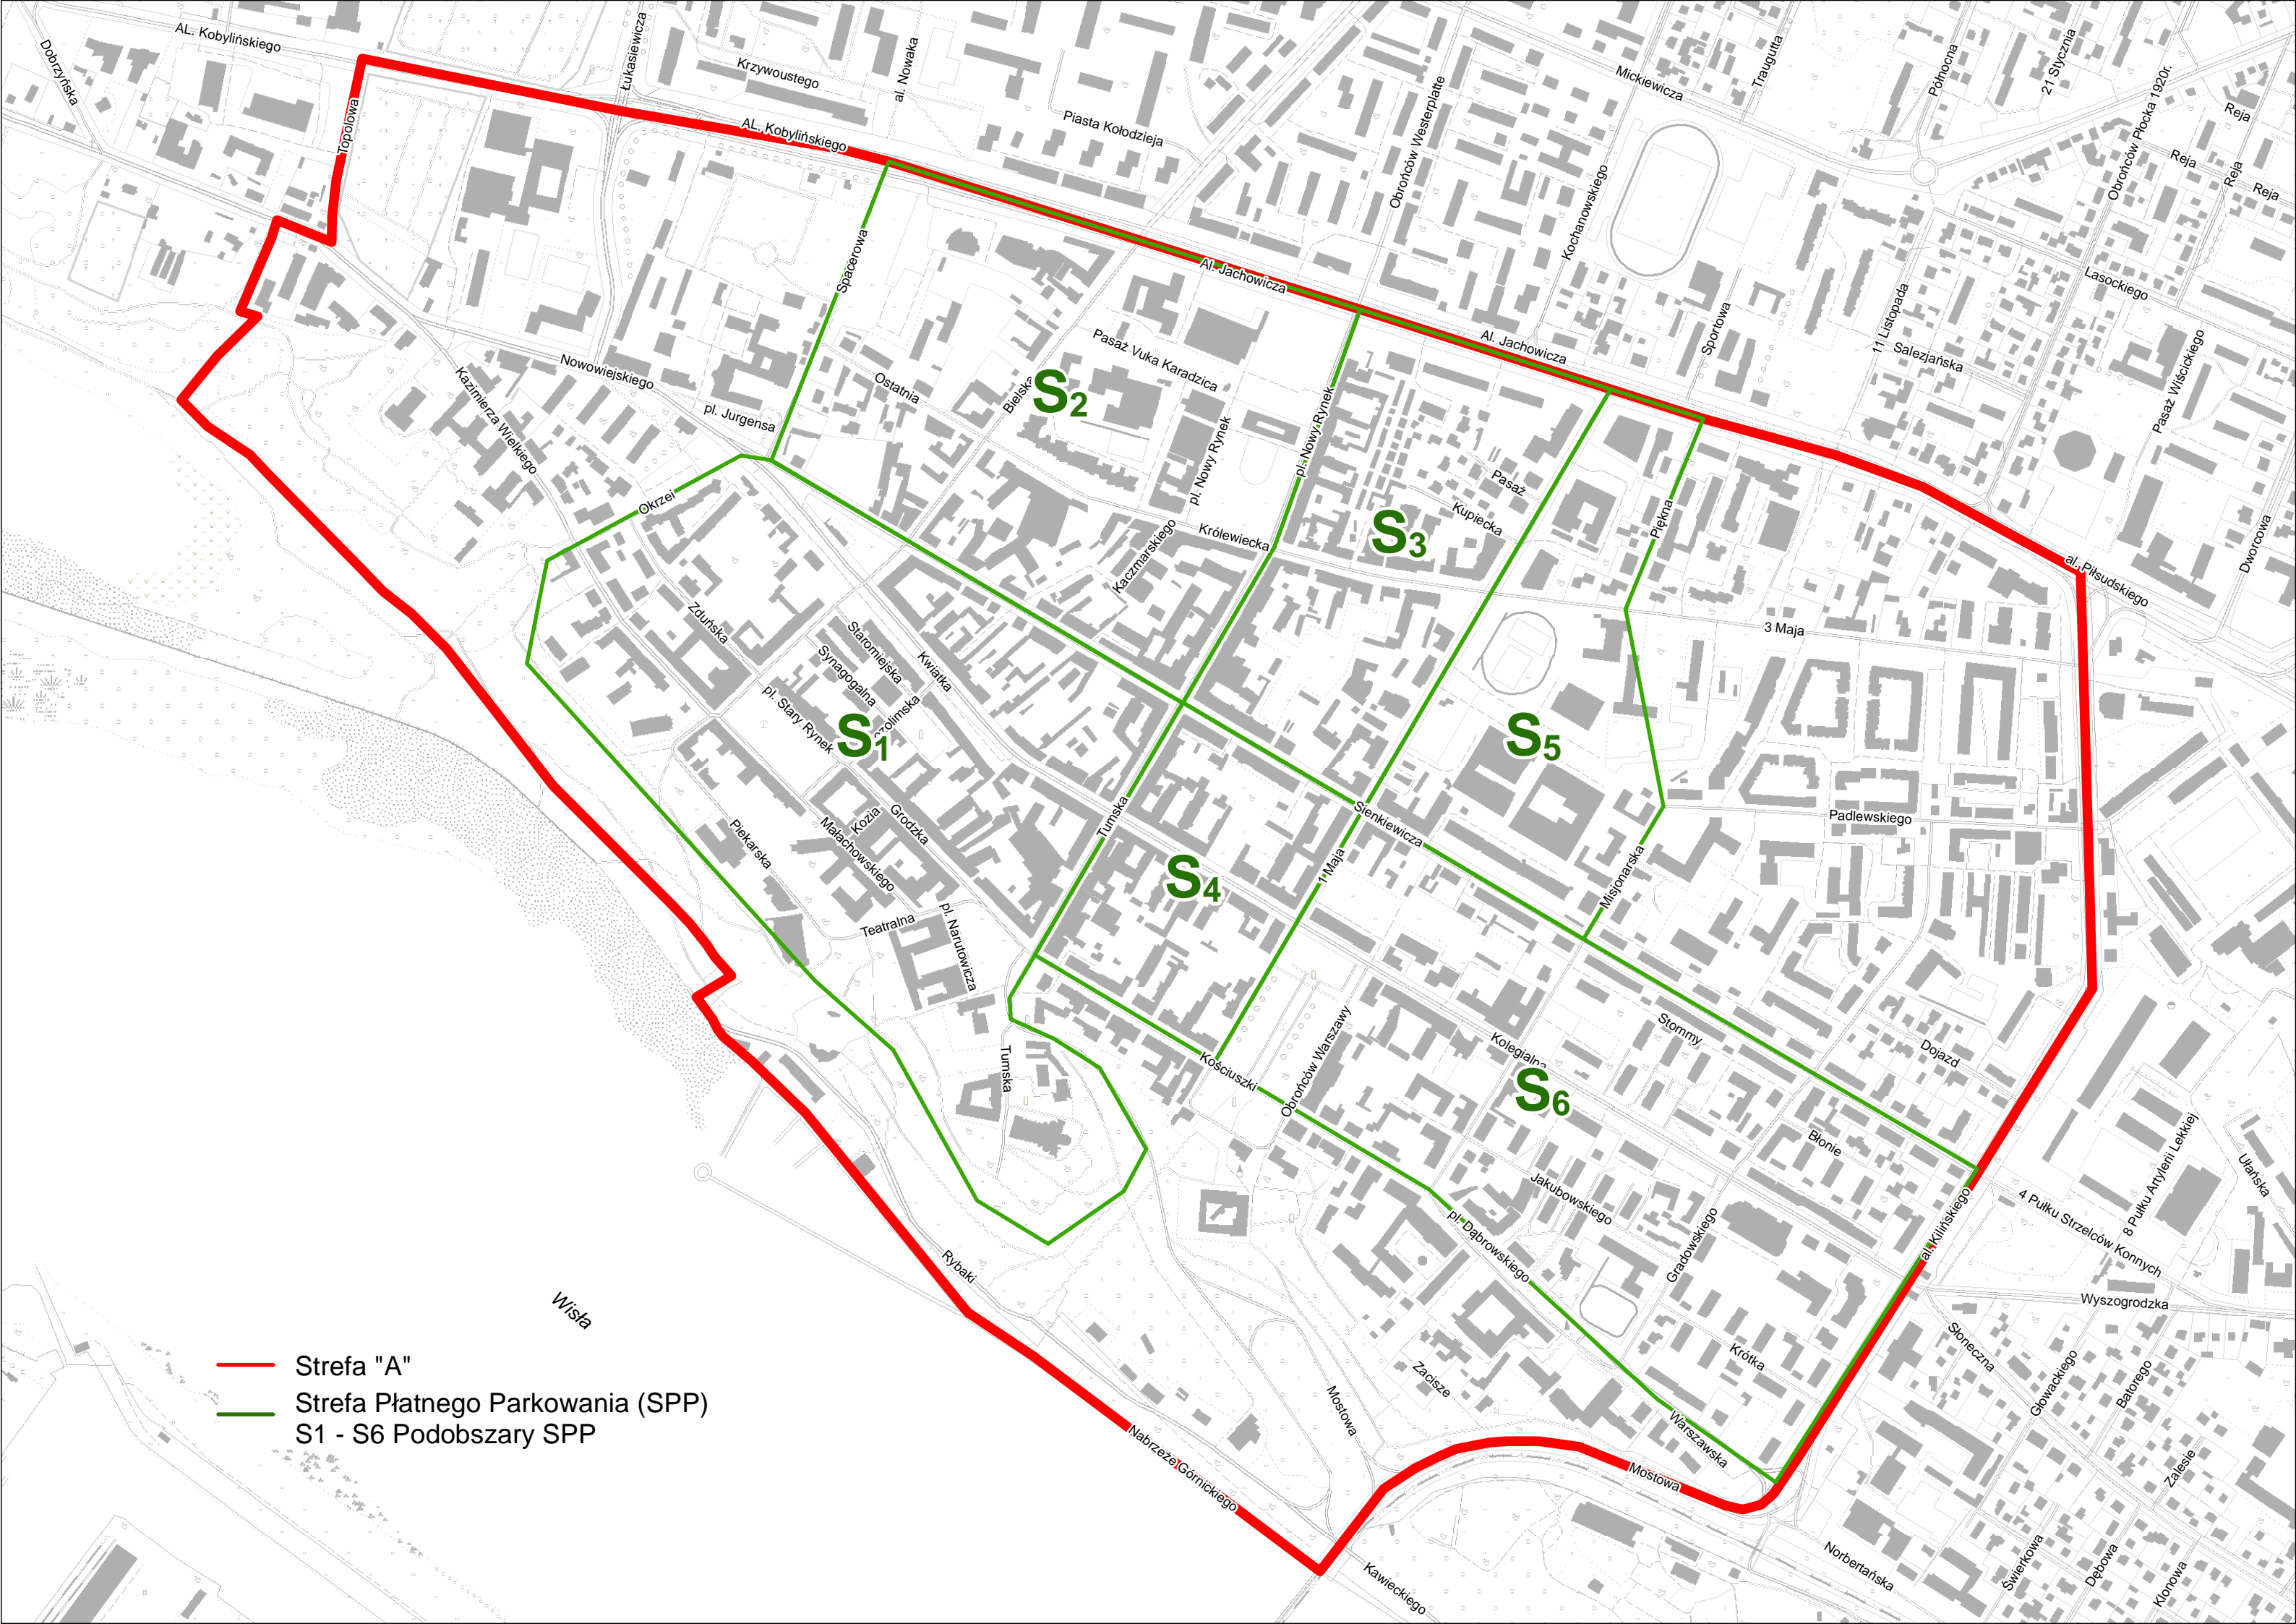 AL. Kobylińskiego
Dobrzyńska
Topolowa
Łukasiewicza
Krzywoustego
al. Nowaka
AL. Kobylińskiego
Piasta Kołodzieja
Obrońców Westerplatte
Mickiewicza
Traugutta
Północna
21 Stycznia
Obrońców Płocka 1920r.
Reja
Reja
Reja
Reja
Kochanowskiego
Lasockiego
Spacerowa
Al. Jachowicza
Al. Jachowicza
Sportowa
11 Listopada
Salezjańska
Pasaż Wiścickiego
Dworcowa
al. Piłsudskiego
Nowowiejskiego
Kazimierza Wielkiego
pl. Jurgensa
Ostatnia
Bielska
S2
Pasaż Vuka Karadzica
pl. Nowy Rynek
pl. Nowy Rynek
Królewiecka
Kaczmarskiego
S3
Pasaż
Kupiecka
Piękna
3 Maja
Okrzei
Zduńska
Staromiejska
Synagogalna
Kwiatka
pl. Stary Rynek
S1
Kozia
Grodzka
Małachowskiego
Piekarska
Teatralna
pl. Narutowicza
Tumska
Tumska
S4
1 Maja
Sienkiewicza
S5
Misjonarska
Padlewskiego
Kościuszki
Obrońców Warszawy
Kolegialna
S6
Stommy
Dojazd
Błonie
Jakubowskiego
Gradowskiego
pl. Dąbrowskiego
al. Kilińskiego
4 Pułku Strzelców Konnych
8 Pułku Artylerii Lekkiej
Ułańska
Wyszogrodzka
Słoneczna
Głowackiego
Batorego
Zalesie
Krótka
Zacisze
Warszawska
Mostowa
Mostowa
Rybaki
Nabrzeże Górnickiego
Kawieckiego
Norbertańska
Świerkowa
Dębowa
Klonowa
Wisła
Strefa "A"
Strefa Płatnego Parkowania (SPP)
S1 - S6 Podobszary SPP